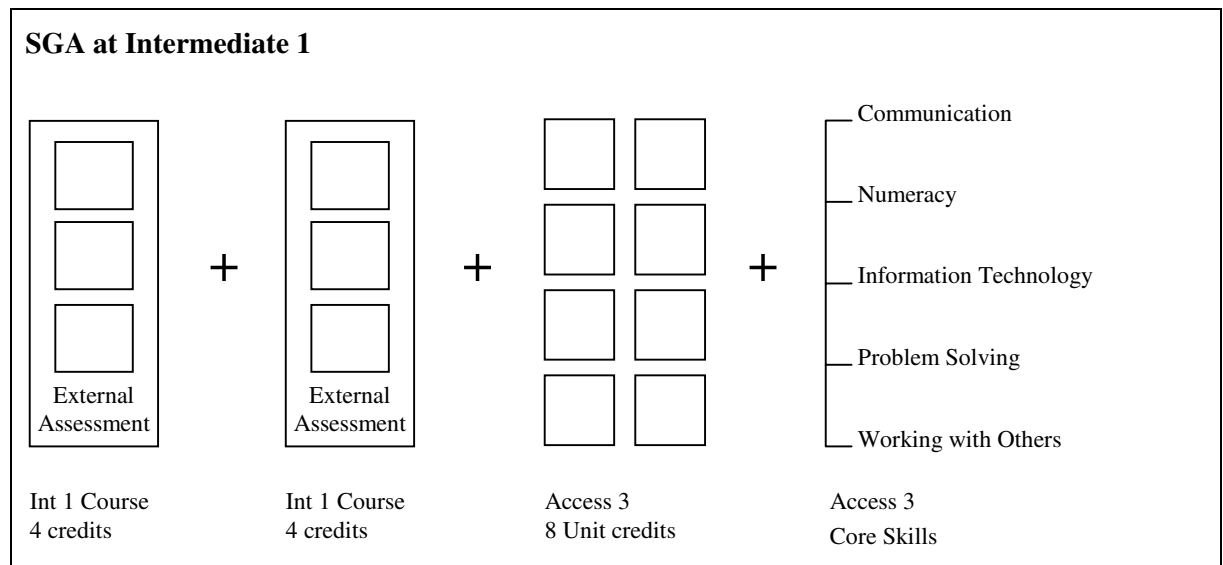 SGA at Intermediate 1
External
Assessment
Int 1 Course
4 credits
+
External
Assessment
Int 1 Course
4 credits
+
Access 3
8 Unit credits
+
Communication
Numeracy
Information Technology
Problem Solving
Working with Others
Access 3
Core Skills